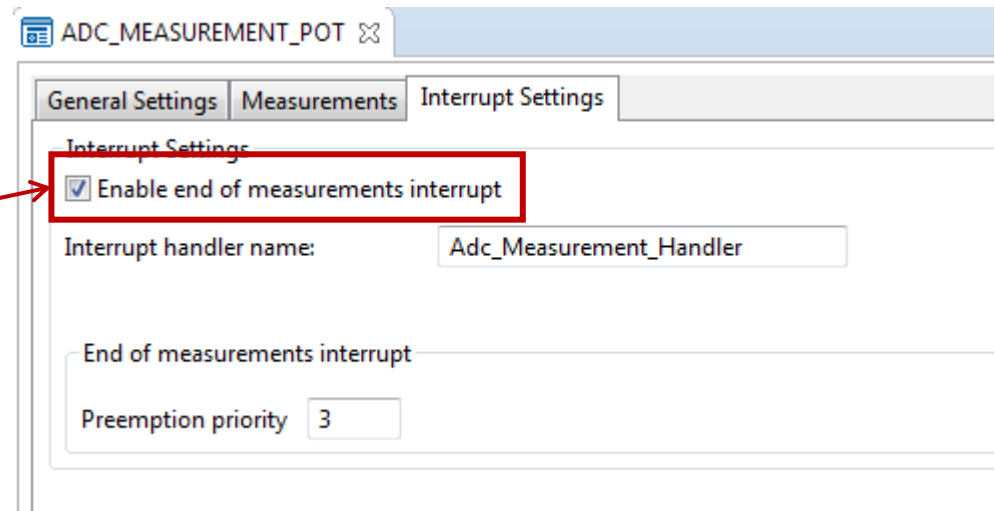 ADC_MEASUREMENT_POT
General Settings Measurements Interrupt Settings
Interrupt Settings
Enable end of measurements interrupt
Interrupt handler name: Adc_Measurement_Handler
End of measurements interrupt
Preemption priority 3